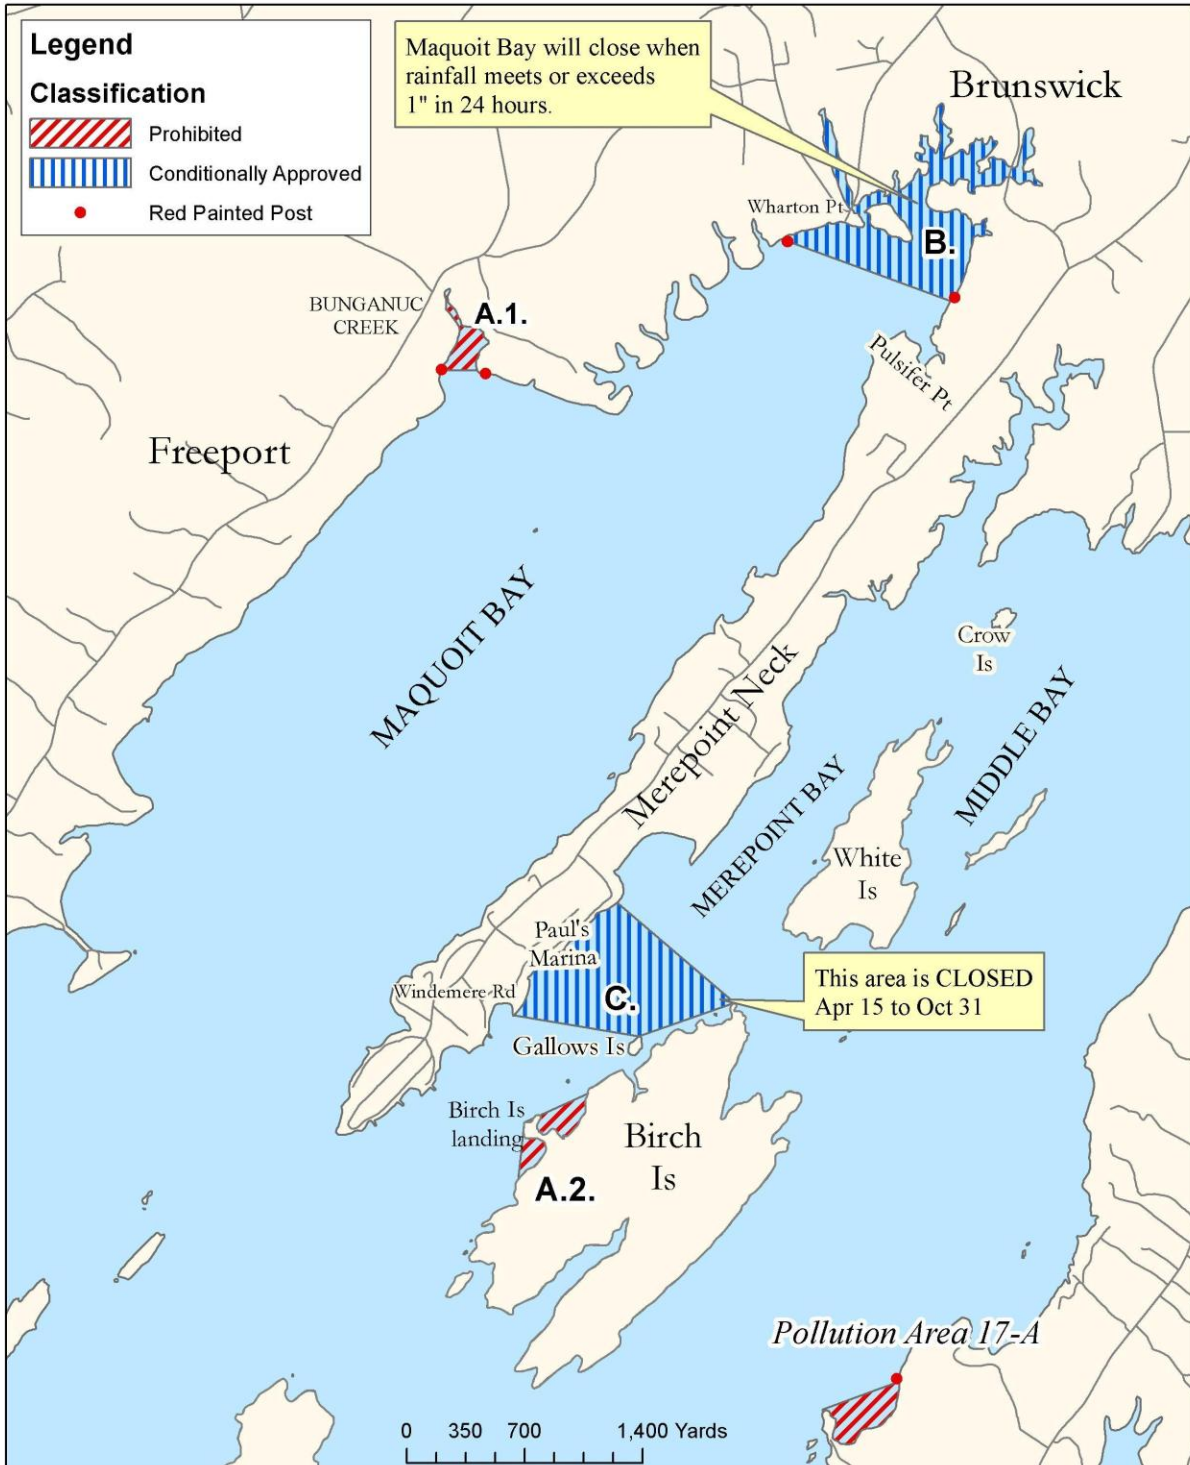 Legend
Classification
Prohibited
Conditionally Approved
Red Painted Post
Maquoit Bay will close when
rainfall meets or exceeds
1" in 24 hours.
Brunswick
Wharton Pt
B.
BUNGANUC
CREEK
A.1.
Pulsifer Pt
Freeport
MAQUOIT BAY
Crow
Is
Merepoint Neck
MIDDLE BAY
MEREPOINT BAY
White
Is
Paul's
Marina
Windemere Rd
C.
This area is CLOSED
Apr 15 to Oct 31
Gallows Is
Birch Is
landing
Birch
Is
A.2.
Pollution Area 17-A
0 350 700 1,400 Yards